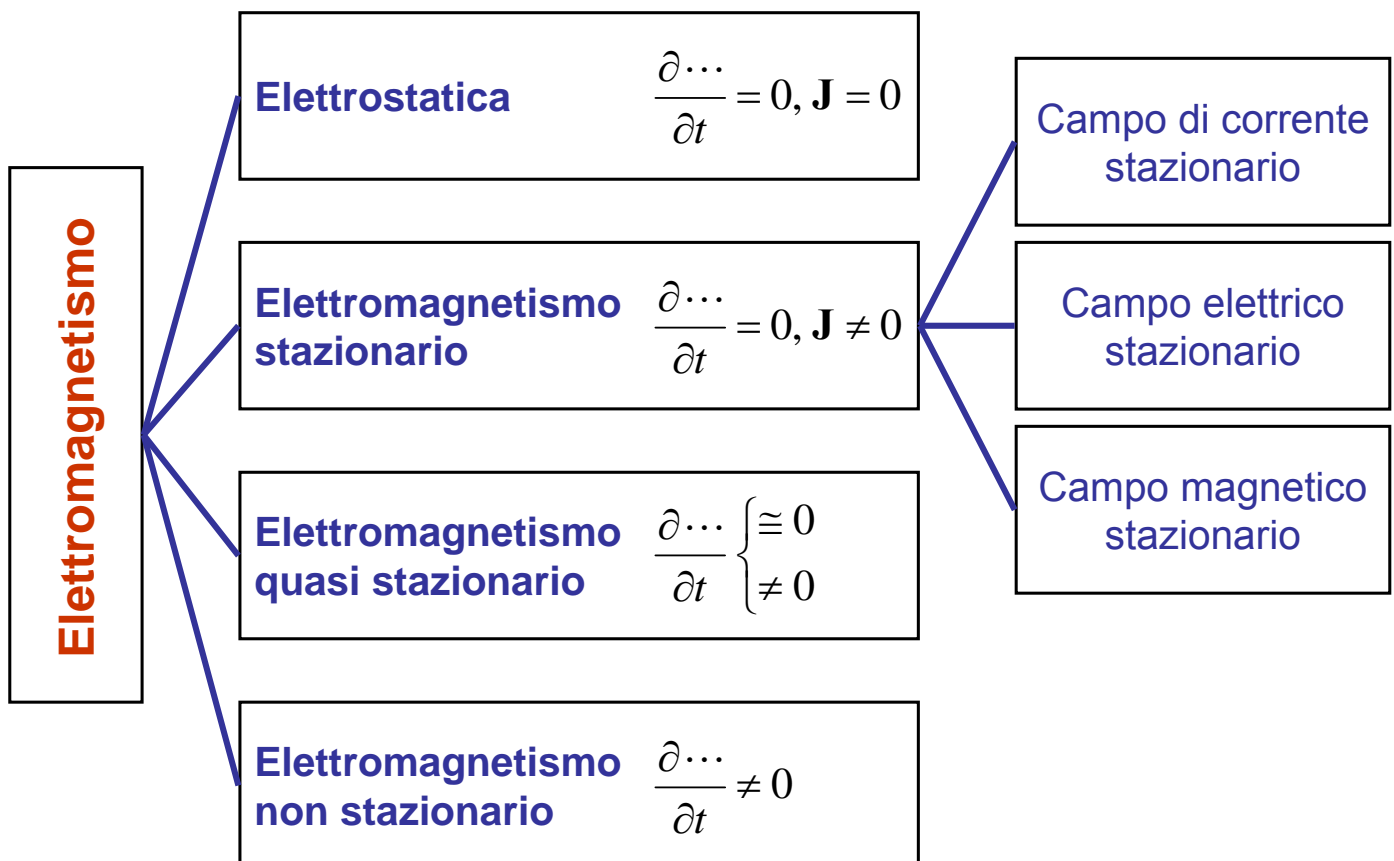 Elettromagnetismo
Elettrostatica
∂⋯/∂t = 0, J = 0
Elettromagnetismo
stazionario
∂⋯/∂t = 0, J ≠ 0
Elettromagnetismo
quasi stazionario
∂⋯/∂t { ≅ 0
≠ 0
Elettromagnetismo
non stazionario
∂⋯/∂t ≠ 0
Campo di corrente
stazionario
Campo elettrico
stazionario
Campo magnetico
stazionario